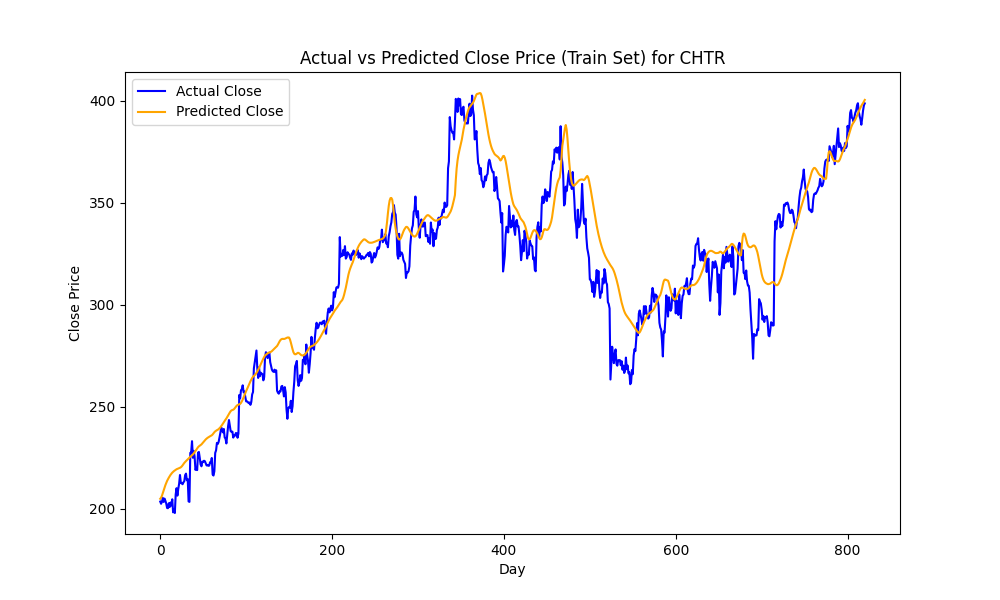 Actual vs Predicted Close Price (Train Set) for CHTR
Actual Close
Predicted Close
Close Price
400
350
300
250
200
0 200 400 600 800
Day